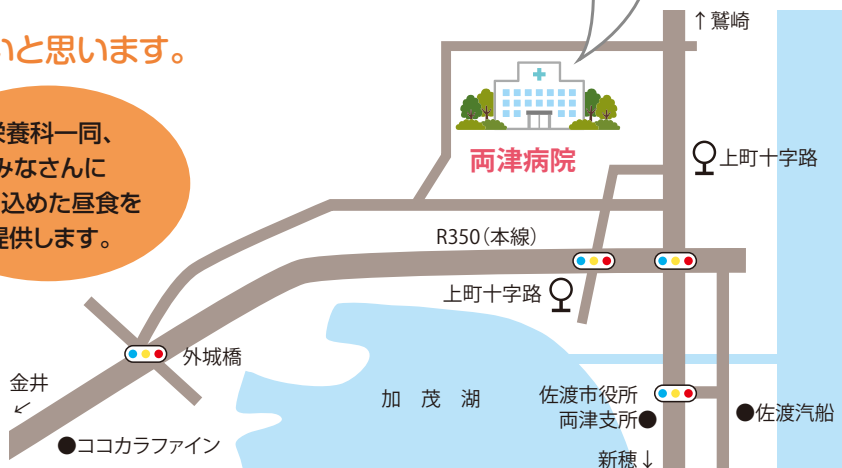 いと思います。
養科一同、
みなさんに
込めた昼食を
提供します。
↑鷲崎
両津病院
上町十字路
R350（本線）
上町十字路
外城橋
金井
←
加茂湖
佐渡市役所
両津支所●
●佐渡汽船
●ココカラファイン
新穂↓